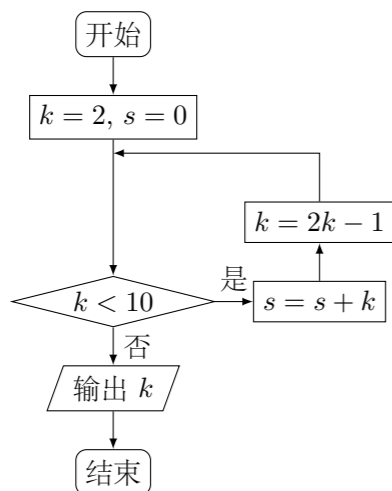 开始
k = 2, s = 0
k = 2k − 1
k < 10
是
s = s + k
否
输出 k
结束